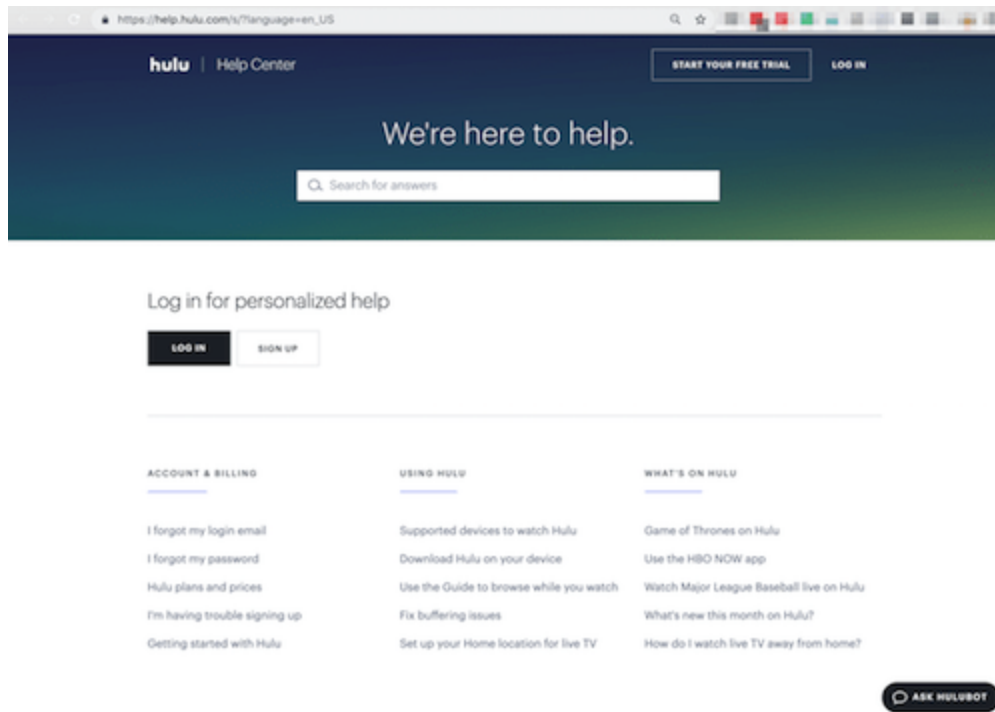 https://help.hulu.com/s/?language=en_US
hulu | Help Center
START YOUR FREE TRIAL
LOG IN
We're here to help.
Search for answers
Log in for personalized help
LOG IN
SIGN UP
ACCOUNT & BILLING
I forgot my login email
I forgot my password
Hulu plans and prices
I'm having trouble signing up
Getting started with Hulu
USING HULU
Supported devices to watch Hulu
Download Hulu on your device
Use the Guide to browse while you watch
Fix buffering issues
Set up your Home location for live TV
WHAT'S ON HULU
Game of Thrones on Hulu
Use the HBO NOW app
Watch Major League Baseball live on Hulu
What's new this month on Hulu?
How do I watch live TV away from home?
ASK HULUBOT